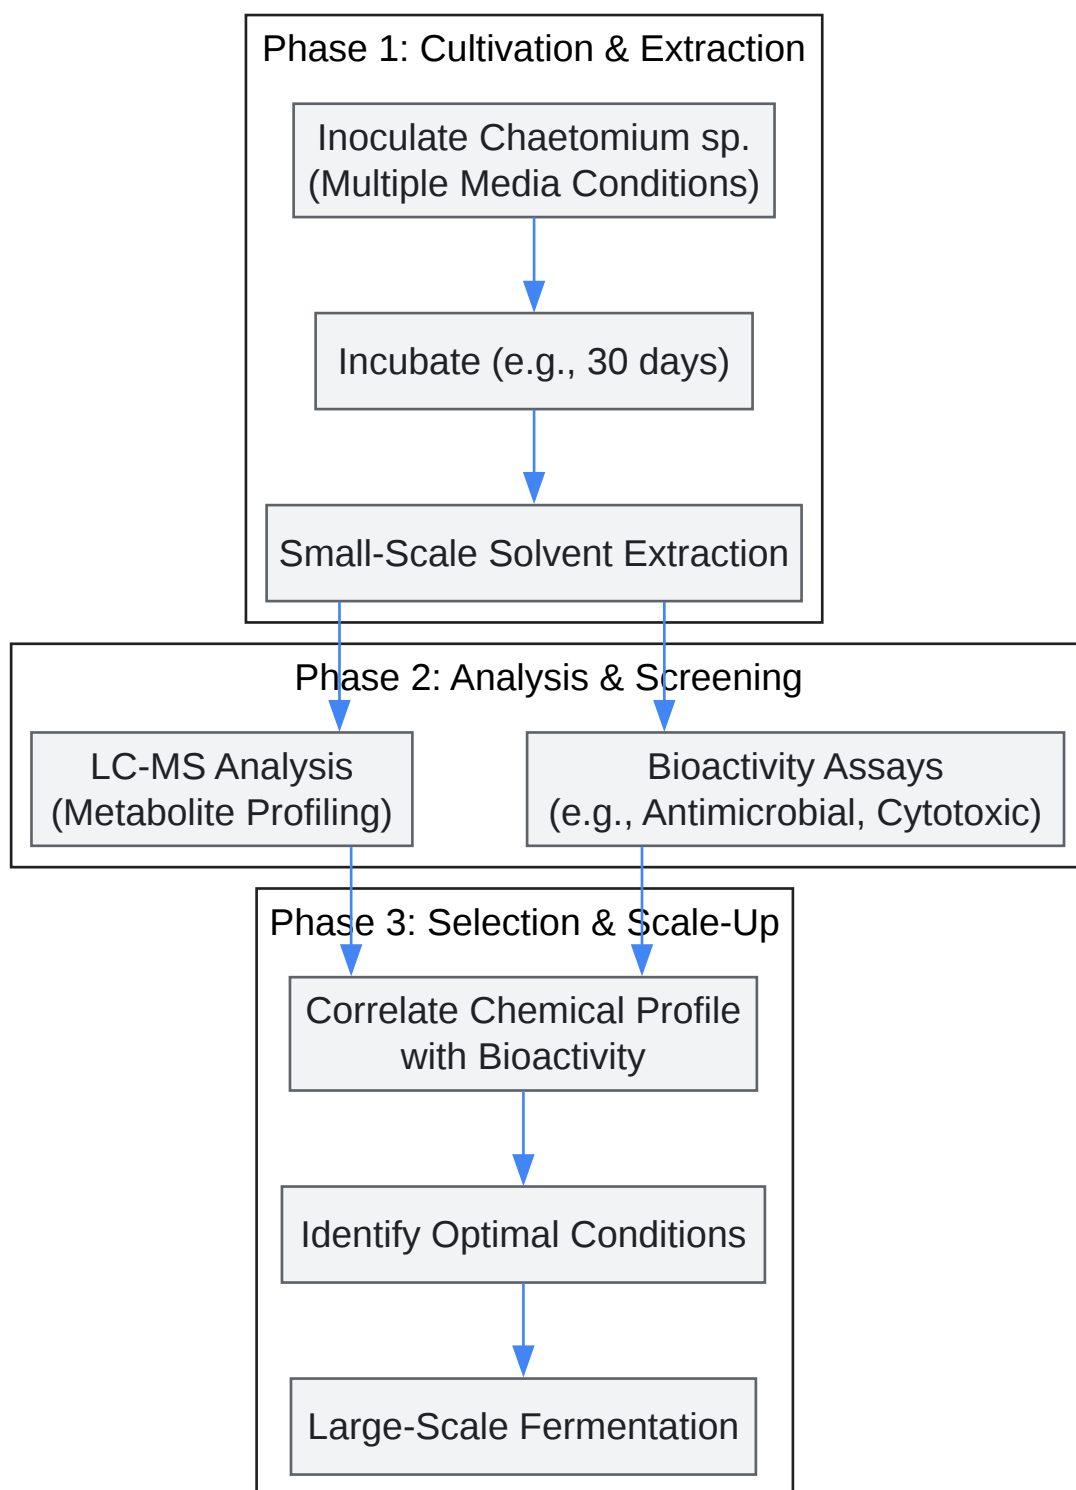 Phase 1: Cultivation & Extraction
Inoculate Chaetomium sp.
(Multiple Media Conditions)
Incubate (e.g., 30 days)
Small-Scale Solvent Extraction
Phase 2: Analysis & Screening
LC-MS Analysis
(Metabolite Profiling)
Bioactivity Assays
(e.g., Antimicrobial, Cytotoxic)
Phase 3: Selection & Scale-Up
Correlate Chemical Profile
with Bioactivity
Identify Optimal Conditions
Large-Scale Fermentation